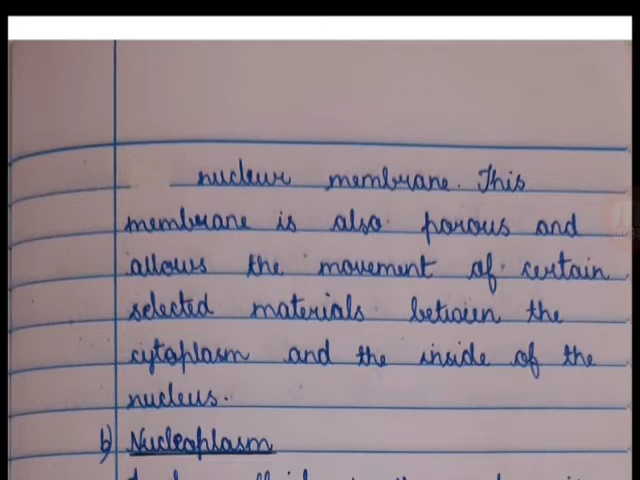 nuclear membrane. This
membrane is also porous and
allows the movement of certain
selected materials between the
cytoplasm and the inside of the
nucleus.
b) Nucleoplasm